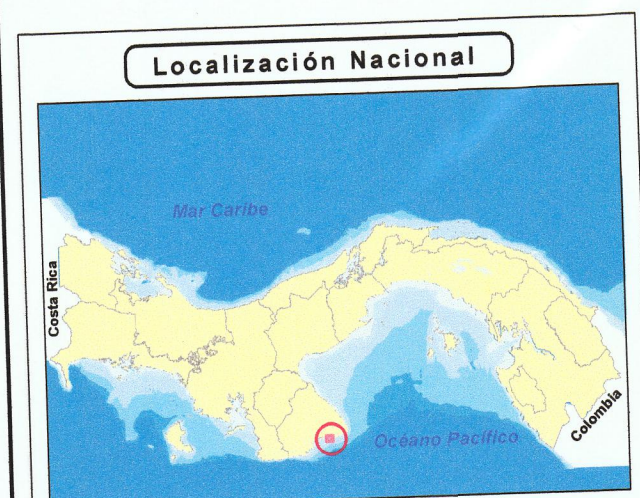 Localización Nacional
Mar Caribe
Costa Rica
Océano Pacífico
Colombia